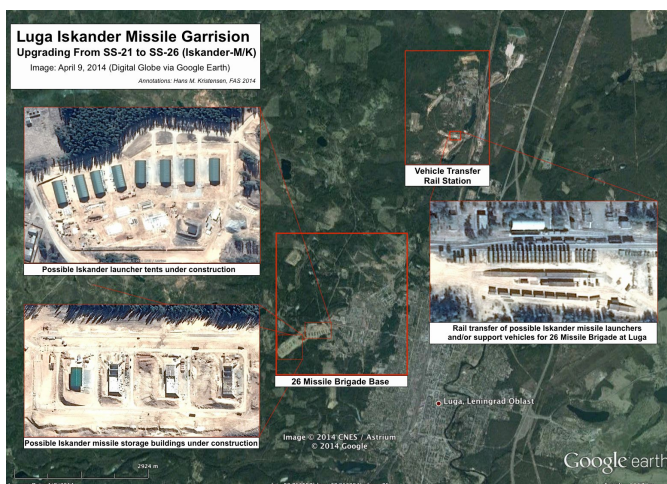 Luga Iskander Missile Garrision
Upgrading From SS-21 to SS-26 (Iskander-M/K)
Image: April 9, 2014 (Digital Globe via Google Earth)
Annotations: Hans M. Kristensen, FAS 2014
Possible Iskander launcher tents under construction
Vehicle Transfer
Rail Station
Rail transfer of possible Iskander missile launchers
and/or support vehicles for 26 Missile Brigade at Luga
26 Missile Brigade Base
Luga, Leningrad Oblast
Possible Iskander missile storage buildings under construction
Image © 2014 CNES / Astrium
© 2014 Google
Google earth
2924 m